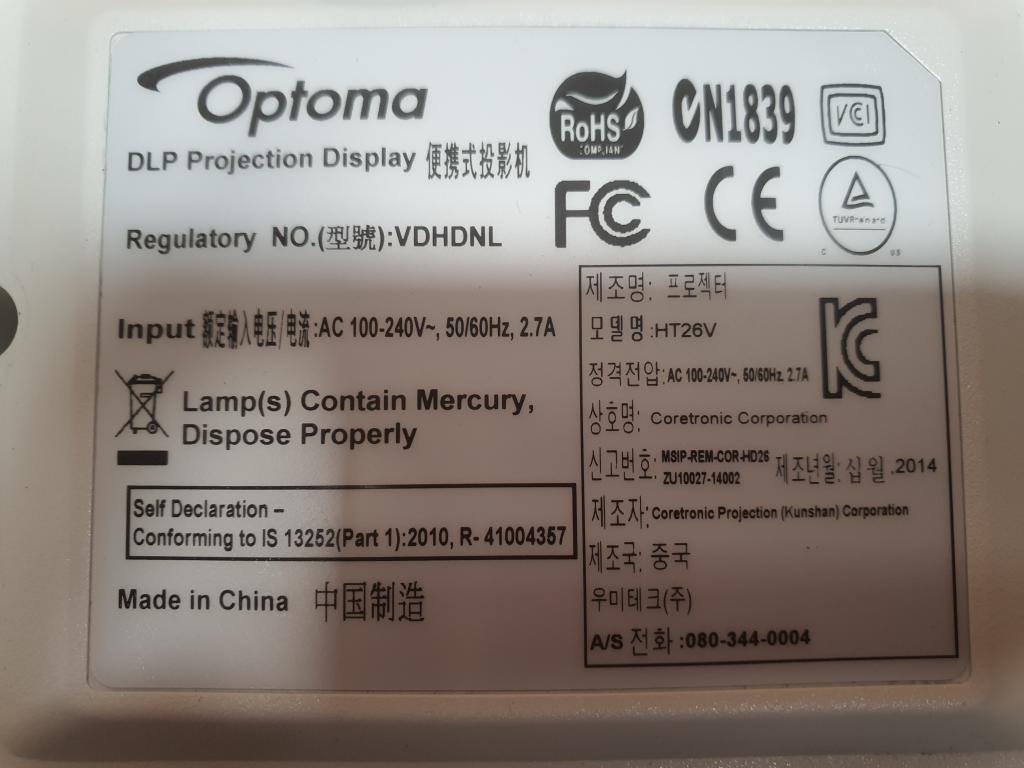 Optoma
DLP Projection Display 便携式投影机
RoHS
COMPLIANT
N1839
VCCI
FC
CE
Regulatory NO.(型號):VDHDNL
C US
Input 额定输入电压/电流:AC 100-240V~, 50/60Hz, 2.7A
Lamp(s) Contain Mercury,
Dispose Properly
Self Declaration –
Conforming to IS 13252(Part 1):2010, R- 41004357
Made in China 中国制造
제조명: 프로젝터
모델명:HT26V
정격전압:AC 100-240V~, 50/60Hz, 2.7A
상호명: Coretronic Corporation
신고번호: MSIP-REM-COR-HD26
ZU10027-14002 제조년월: 십월,2014
제조자:Coretronic Projection (Kunshan) Corporation
제조국: 중국
우미테크(주)
A/S 전화:080-344-0004